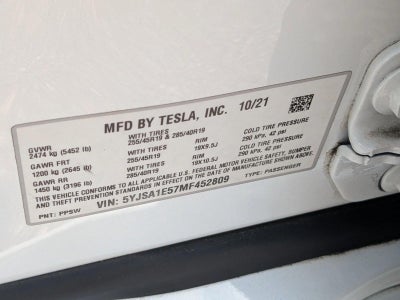 MFD BY TESLA, INC. 10/21
GVWR
2474 kg (5452 lb) WITH TIRES 255/45R19 & 285/40R19 RIM COLD TIRE PRESSURE
GAWR FRT WITH TIRES 19X9.5J 290 kPa, 42 psi
1200 kg (2645 lb) 255/45R19 RIM COLD TIRE PRESSURE
GAWR RR WITH TIRES 19X10.5J 290 kPa, 42 psi
1450 kg (3196 lb) 285/40R19
THIS VEHICLE CONFORMS TO ALL APPLICABLE U.S. FEDERAL MOTOR VEHICLE SAFETY, BUMPER
AND THEFT PREVENTION STANDARDS IN EFFECT ON THE DATE OF MANUFACTURE SHOWN ABOVE.
VIN: 5YJSA1E57MF452809
PNT: PPSW TYPE: PASSENGER